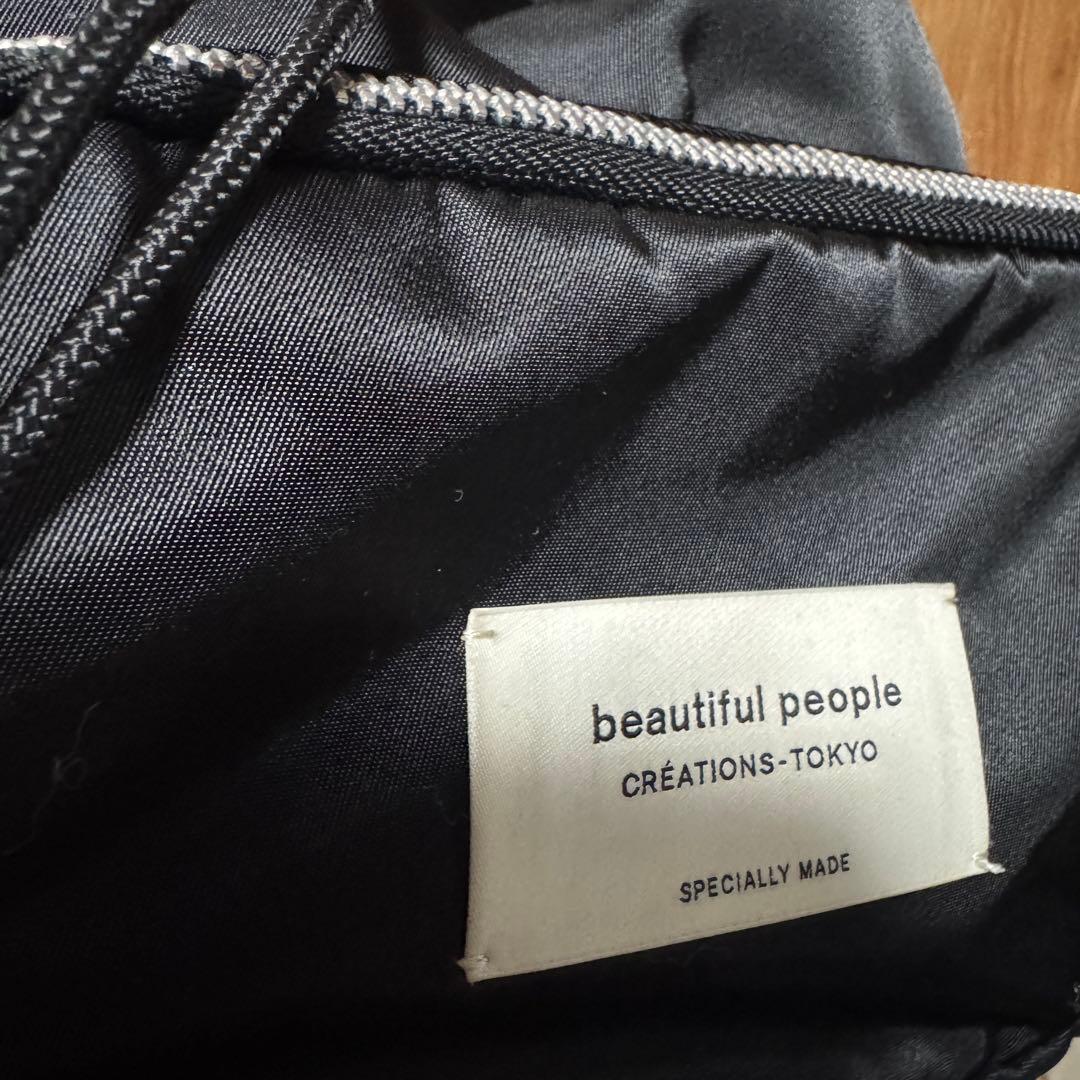 beautiful people
CRÉATIONS-TOKYO
SPECIALLY MADE